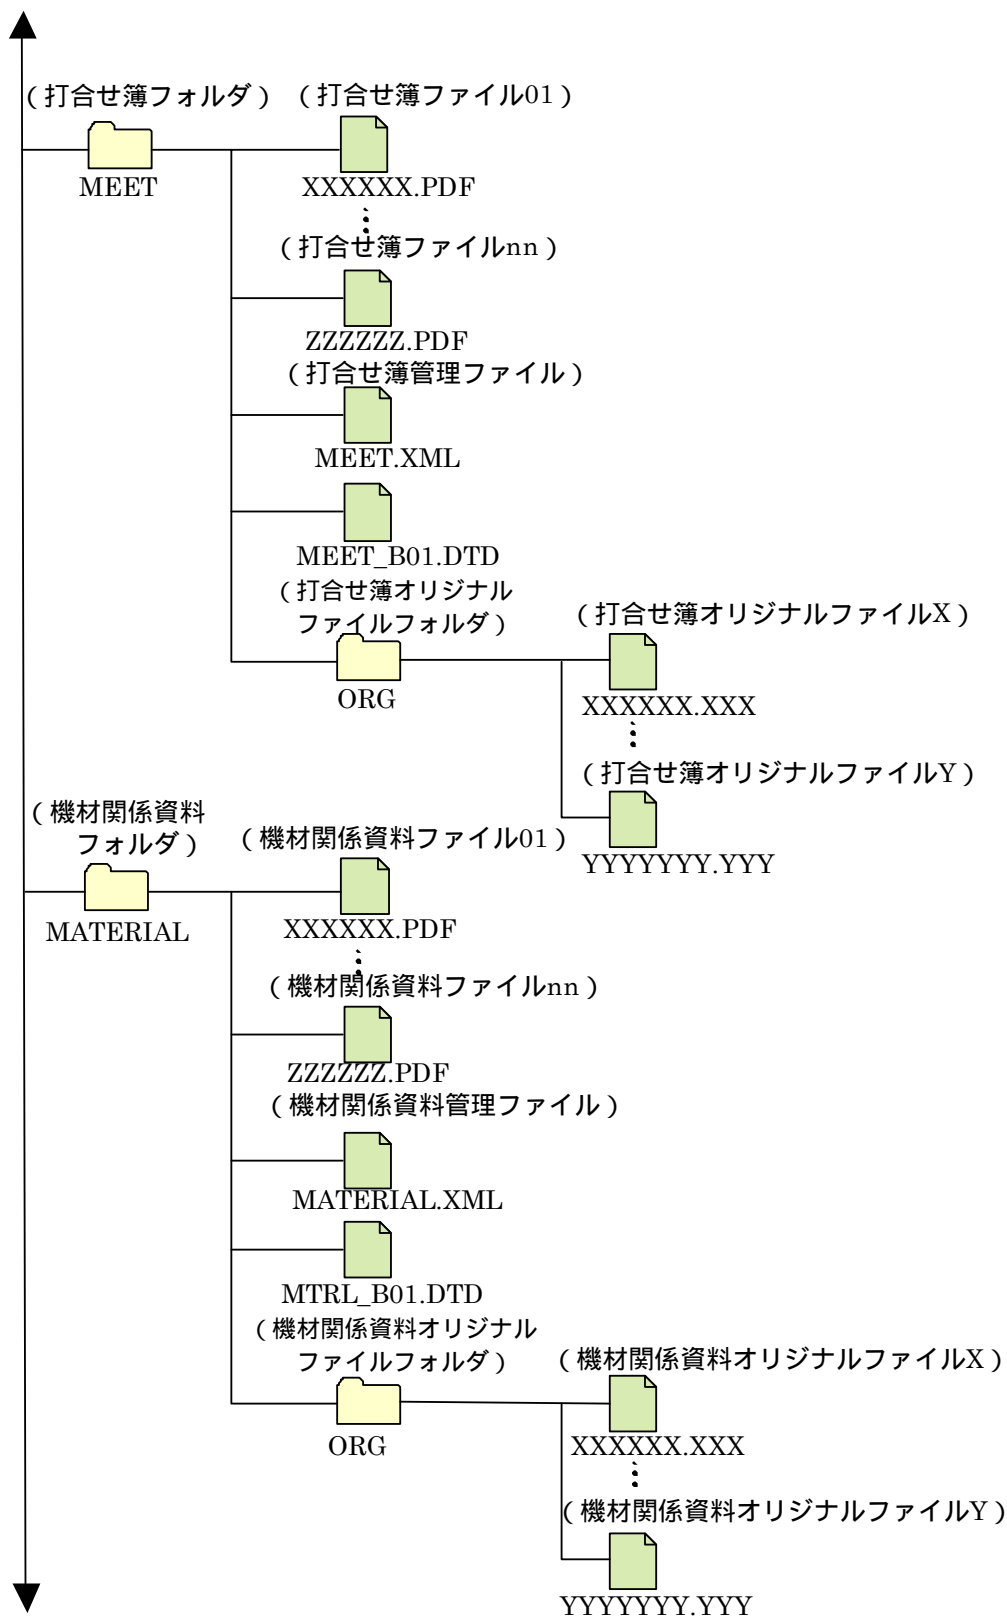 （打合せ簿フォルダ）
（打合せ簿ファイル01）
MEET
XXXXXX.PDF
（打合せ簿ファイルnn）
ZZZZZZ.PDF
（打合せ簿管理ファイル）
MEET.XML
MEET_B01.DTD
（打合せ簿オリジナル
ファイルフォルダ）
ORG
（打合せ簿オリジナルファイルX）
XXXXXX.XXX
（打合せ簿オリジナルファイルY）
YYYYYYY.YYY
（機材関係資料
フォルダ）
MATERIAL
（機材関係資料ファイル01）
XXXXXX.PDF
（機材関係資料ファイルnn）
ZZZZZZ.PDF
（機材関係資料管理ファイル）
MATERIAL.XML
MTRL_B01.DTD
（機材関係資料オリジナル
ファイルフォルダ）
ORG
（機材関係資料オリジナルファイルX）
XXXXXX.XXX
（機材関係資料オリジナルファイルY）
YYYYYYY.YYY